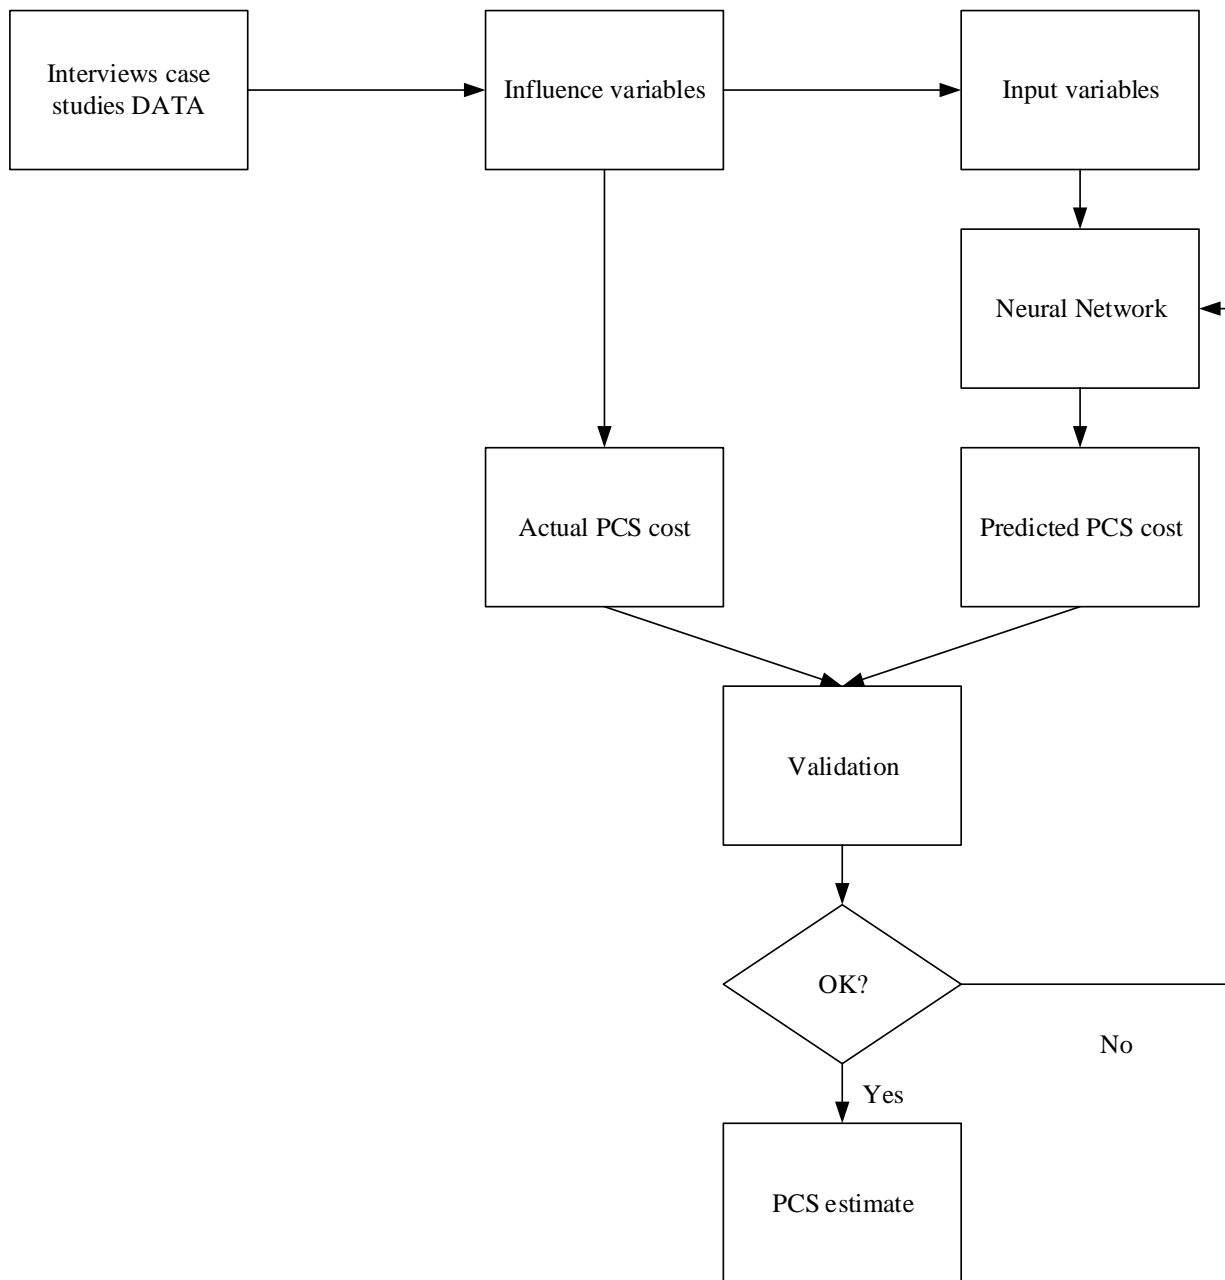 Interviews case
studies DATA
Influence variables
Input variables
Neural Network
Actual PCS cost
Predicted PCS cost
Validation
OK?
No
Yes
PCS estimate